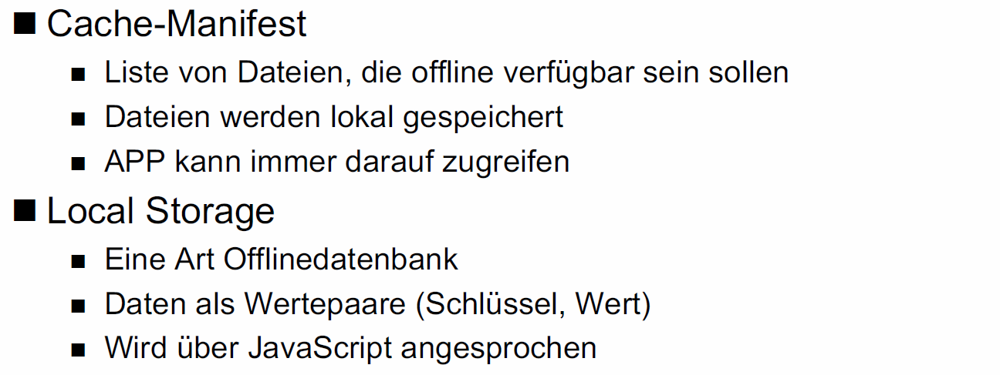 Cache-Manifest
Liste von Dateien, die offline verfügbar sein sollen
Dateien werden lokal gespeichert
APP kann immer darauf zugreifen
Local Storage
Eine Art Offlinedatenbank
Daten als Wertepaare (Schlüssel, Wert)
Wird über JavaScript angesprochen